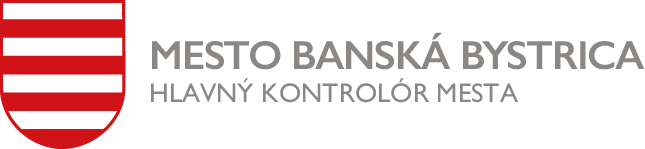 MESTO BANSKÁ BYSTRICA
HLAVNÝ KONTROLÓR MESTA